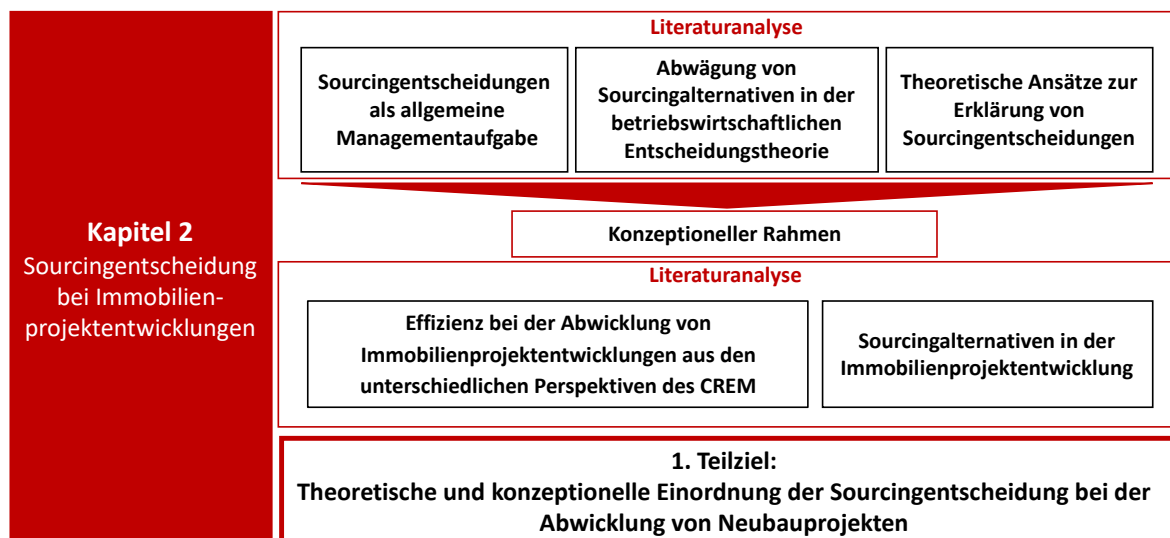 Kapitel 2
Sourcingentscheidung
bei Immobilien-
projektentwicklungen
Literaturanalyse
Sourcingentscheidungen
als allgemeine
Managementaufgabe
Abwägung von
Sourcingalternativen in der
betriebswirtschaftlichen
Entscheidungstheorie
Theoretische Ansätze zur
Erklärung von
Sourcingentscheidungen
Konzeptioneller Rahmen
Literaturanalyse
Effizienz bei der Abwicklung von
Immobilienprojektentwicklungen aus den
unterschiedlichen Perspektiven des CREM
Sourcingalternativen in der
Immobilienprojektentwicklung
1. Teilziel:
Theoretische und konzeptionelle Einordnung der Sourcingentscheidung bei der
Abwicklung von Neubauprojekten